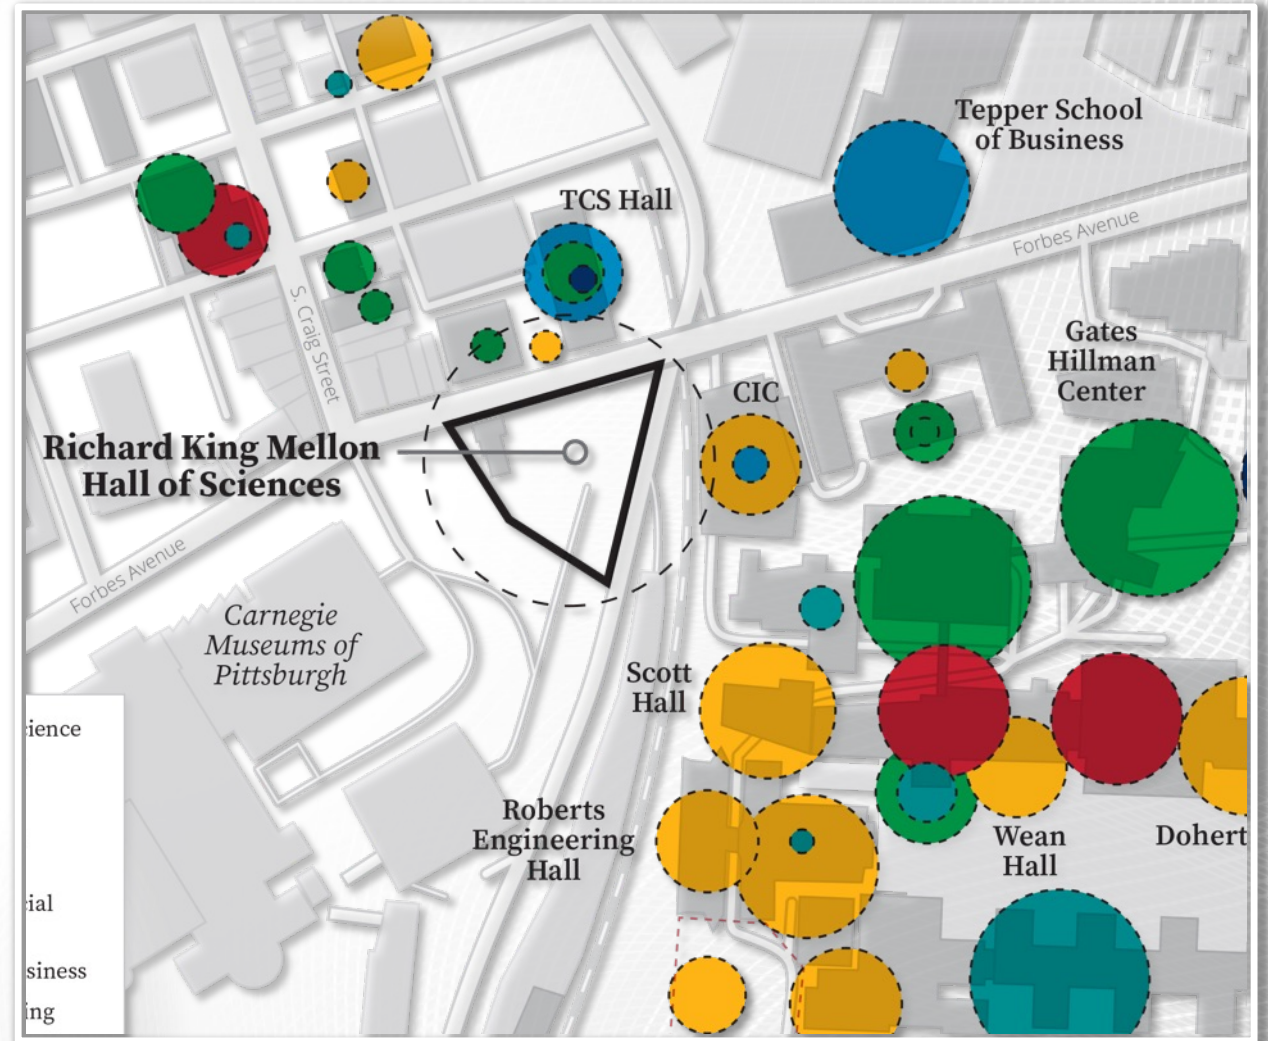 Tepper School
of Business
TCS Hall
Forbes Avenue
S. Craig Street
Gates
Hillman
Center
CIC
Richard King Mellon
Hall of Sciences
Forbes Avenue
Carnegie
Museums of
Pittsburgh
Scott
Hall
ience
Roberts
Engineering
Hall
Wean
Hall
Dohert
ial
siness
ing